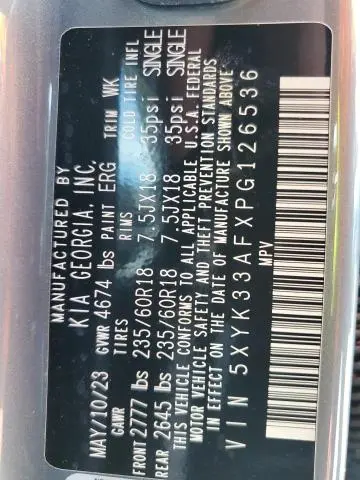 MANUFACTURED BY
KIA GEORGIA, INC.
MAY/10/23 GVWR 4674 lbs PAINT ERG TRIM WK
GAWR TIRES RIMS COLD TIRE INFL
FRONT 2777 lbs 235/60R18 7.5JX18 35psi SINGLE
REAR 2645 lbs 235/60R18 7.5JX18 35psi SINGLE
THIS VEHICLE CONFORMS TO ALL APPLICABLE U.S.A. FEDERAL
MOTOR VEHICLE SAFETY AND THEFT PREVENTION STANDARDS
IN EFFECT ON THE DATE OF MANUFACTURE SHOWN ABOVE
VIN 5XYK33AFXPG126536
MPV